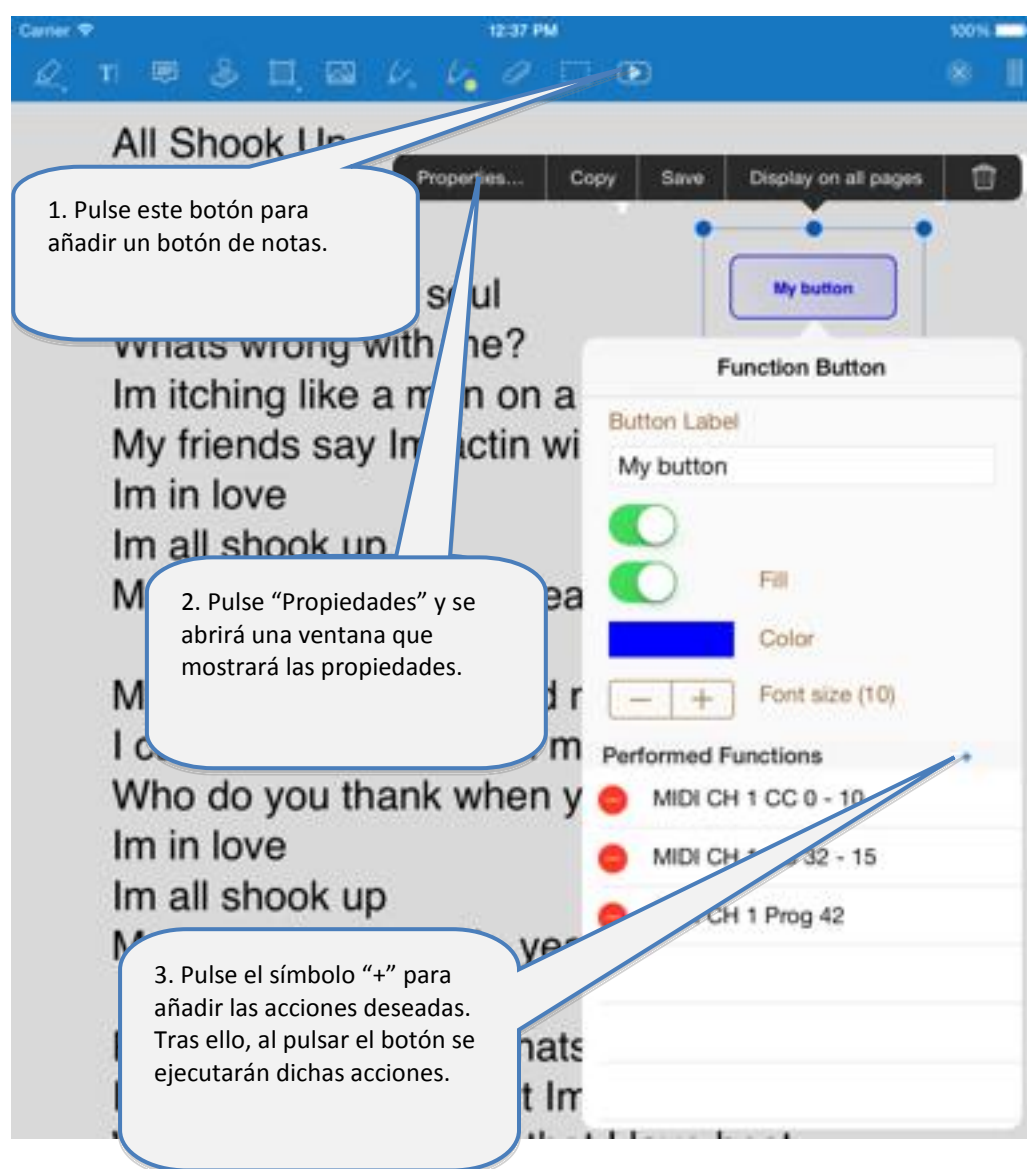 Carrier
12:37 PM
100%
All Shook Up
Properties... Copy Save Display on all pages
1. Pulse este botón para
añadir un botón de notas.
My button
soul
Whats wrong with me?
Im itching like a man on a
My friends say Im actin wi
Im in love
Im all shook up
Function Button
Button Label
My button
Fill
Color
Font size (10)
2. Pulse “Propiedades” y se
abrirá una ventana que
mostrará las propiedades.
Performed Functions +
MIDI CH 1 CC 0 - 10
MIDI CH 1 32 - 15
CH 1 Prog 42
Who do you thank when y
Im in love
Im all shook up
3. Pulse el símbolo “+” para
añadir las acciones deseadas.
Tras ello, al pulsar el botón se
ejecutarán dichas acciones.